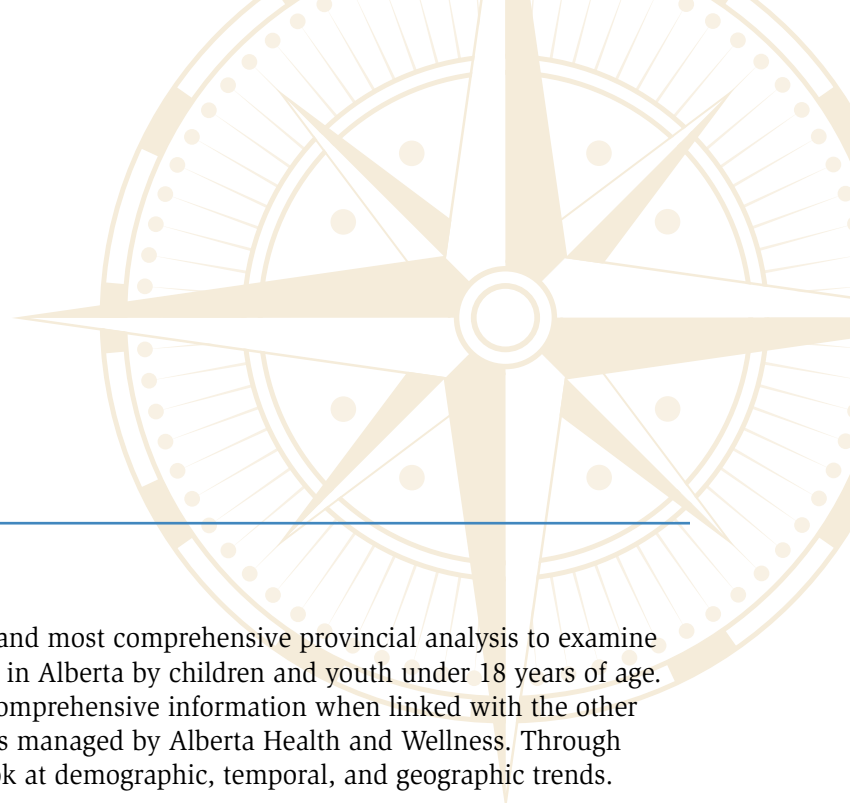 and most comprehensive provincial analysis to examine
in Alberta by children and youth under 18 years of age.
omprehensive information when linked with the other
s managed by Alberta Health and Wellness. Through
ok at demographic, temporal, and geographic trends.